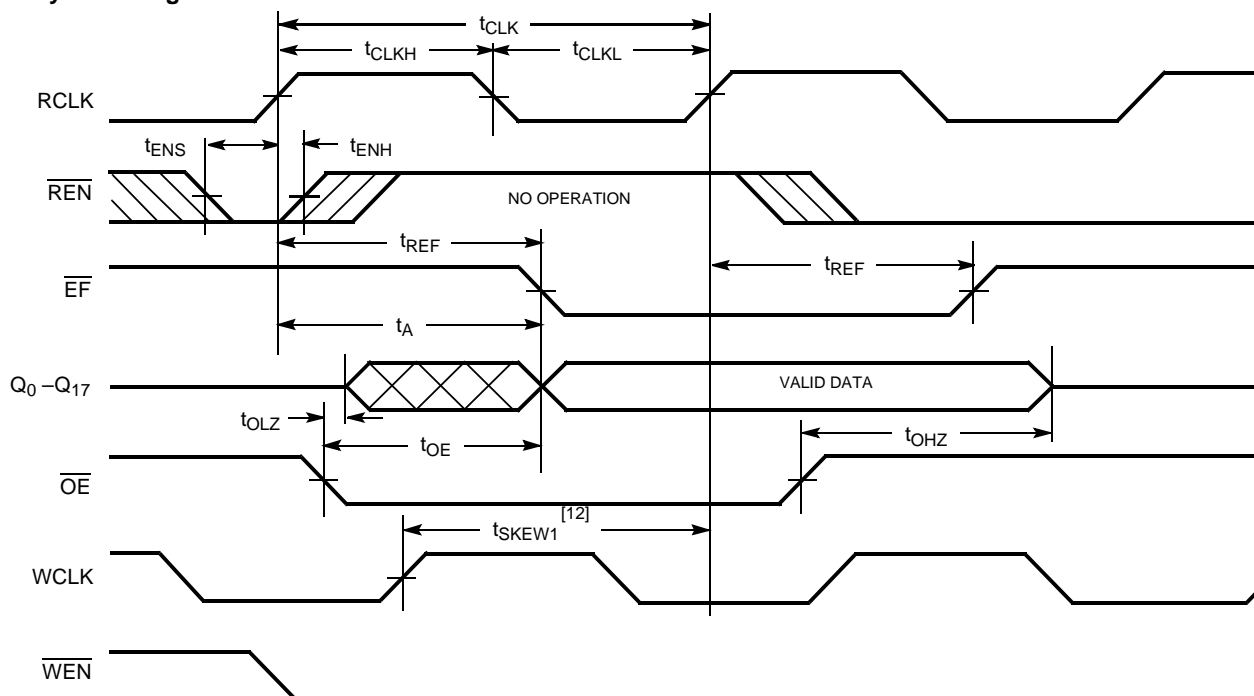 tCLK
tCLKH tCLKL
RCLK
tENS tENH
REN
NO OPERATION
tREF
tREF
EF
tA
Q0 –Q17
VALID DATA
tOLZ
tOE
tOHZ
OE
tSKEW1[12]
WCLK
WEN